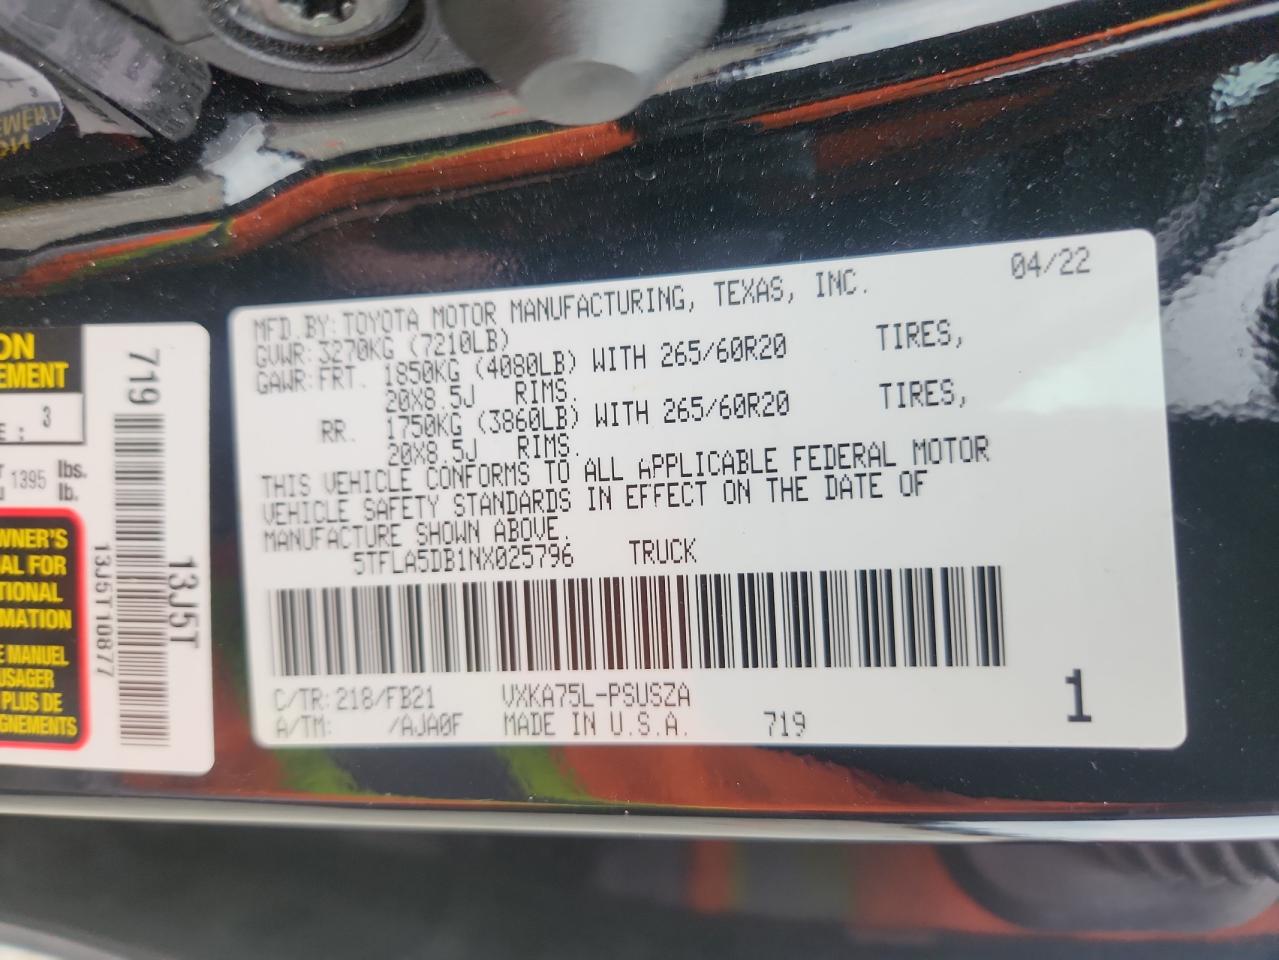 MFD.BY:TOYOTA MOTOR MANUFACTURING, TEXAS, INC. 04/22
GVWR:3270KG (7210LB)
GAWR:FRT. 1850KG (4080LB) WITH 265/60R20 TIRES,
20X8.5J RIMS.
RR. 1750KG (3860LB) WITH 265/60R20 TIRES,
20X8.5J RIMS.
THIS VEHICLE CONFORMS TO ALL APPLICABLE FEDERAL MOTOR
VEHICLE SAFETY STANDARDS IN EFFECT ON THE DATE OF
MANUFACTURE SHOWN ABOVE.
5TFLA5DB1NX025796 TRUCK
C/TR:218/FB21 VXKA75L-PSUSZA
A/TM: /AJA0F MADE IN U.S.A. 719
1
ON
EMENT
E : 3
1395 lbs.
lb.
WNER'S
AL FOR
TIONAL
MATION
E MANUEL
USAGER
PLUS DE
GNEMENTS
719
13J5T
13J5T10877